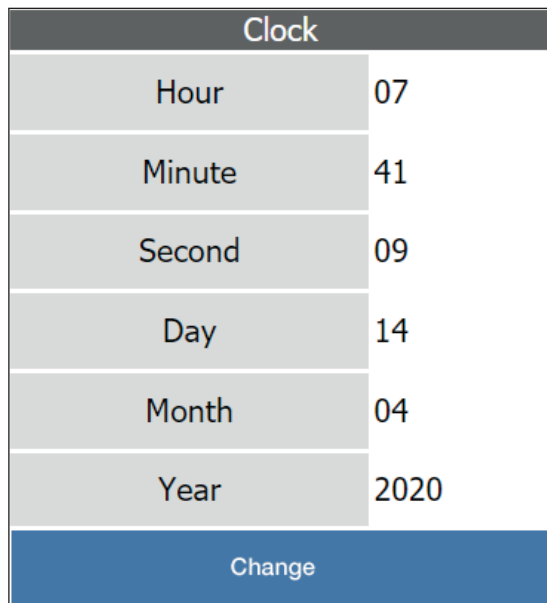 Clock
Hour 07
Minute 41
Second 09
Day 14
Month 04
Year 2020
Change